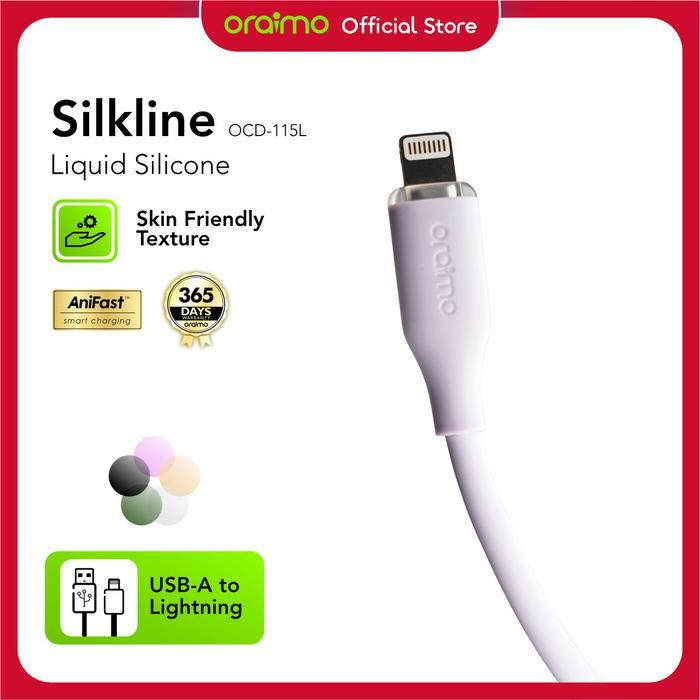 oraimo Official Store
Silkline OCD-115L
Liquid Silicone
Skin Friendly
Texture
AniFast™
smart charging
365
DAYS
WARRANTY
oraimo
oraimo
USB-A to
Lightning